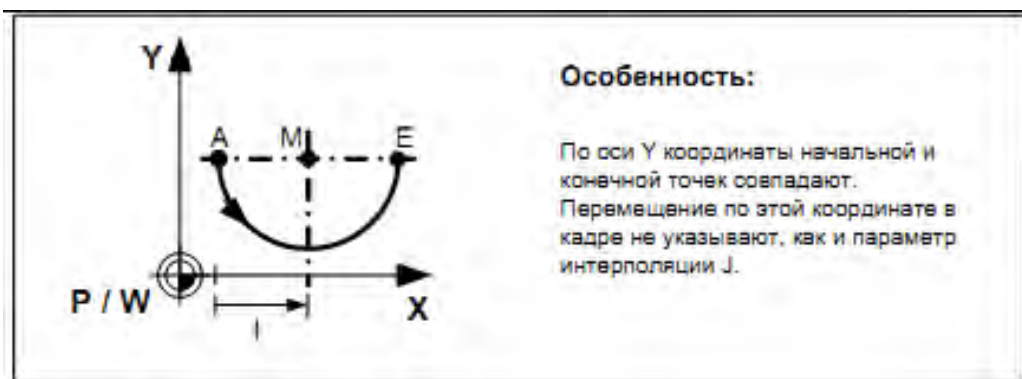 Y
A
M
E
P / W
X
I
Особенность:
По оси Y координаты начальной и
конечной точек совпадают.
Перемещение по этой координате в
кадре не указывают, как и параметр
интерполяции J.